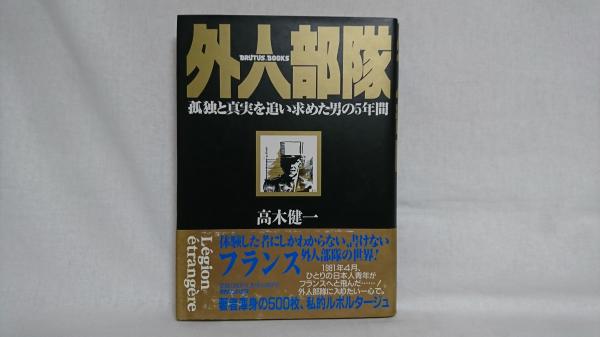 外人部隊
BRUTUS BOOKS
孤独と真実を追い求めた男の5年間
高木健一
体験した者にしかわからない、書けない
フランス外人部隊の世界!
1981年4月、
ひとりの日本人青年が
フランスへと飛んだ……!
外人部隊に入りたい一心で。
著者渾身の500枚、私的ルポルタージュ
Légion
étrangère